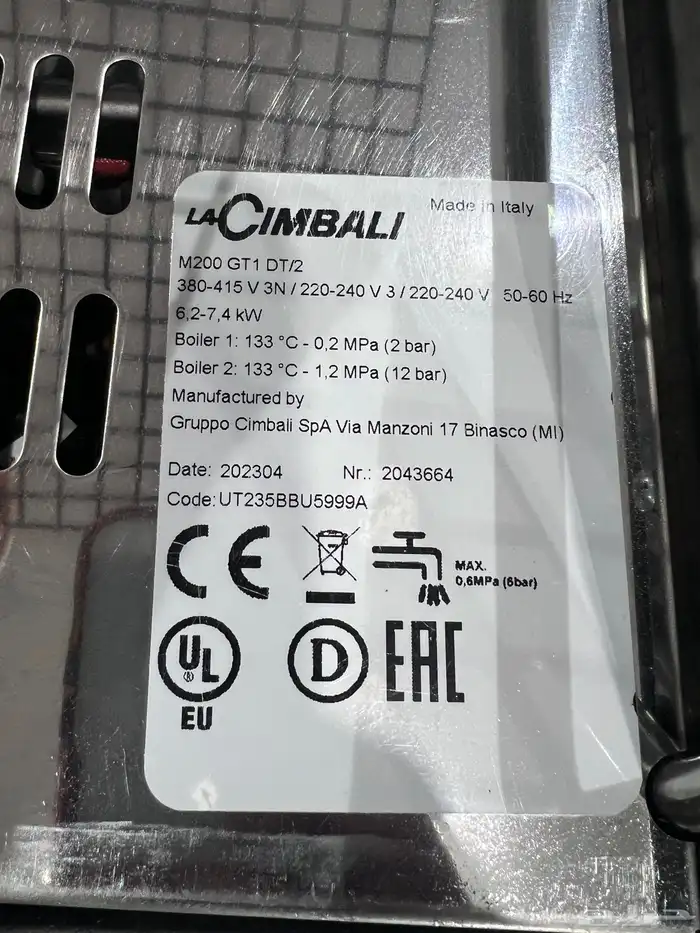 LA CIMBALI
Made in Italy
M200 GT1 DT/2
380-415 V 3N / 220-240 V 3 / 220-240 V 50-60 Hz
6,2-7,4 kW
Boiler 1: 133 °C - 0,2 MPa (2 bar)
Boiler 2: 133 °C - 1,2 MPa (12 bar)
Manufactured by
Gruppo Cimbali SpA Via Manzoni 17 Binasco (MI)
Date: 202304 Nr.: 2043664
Code: UT235BBU5999A
CE
MAX.
0,6MPa (6bar)
UL
®
EU
D
EAC